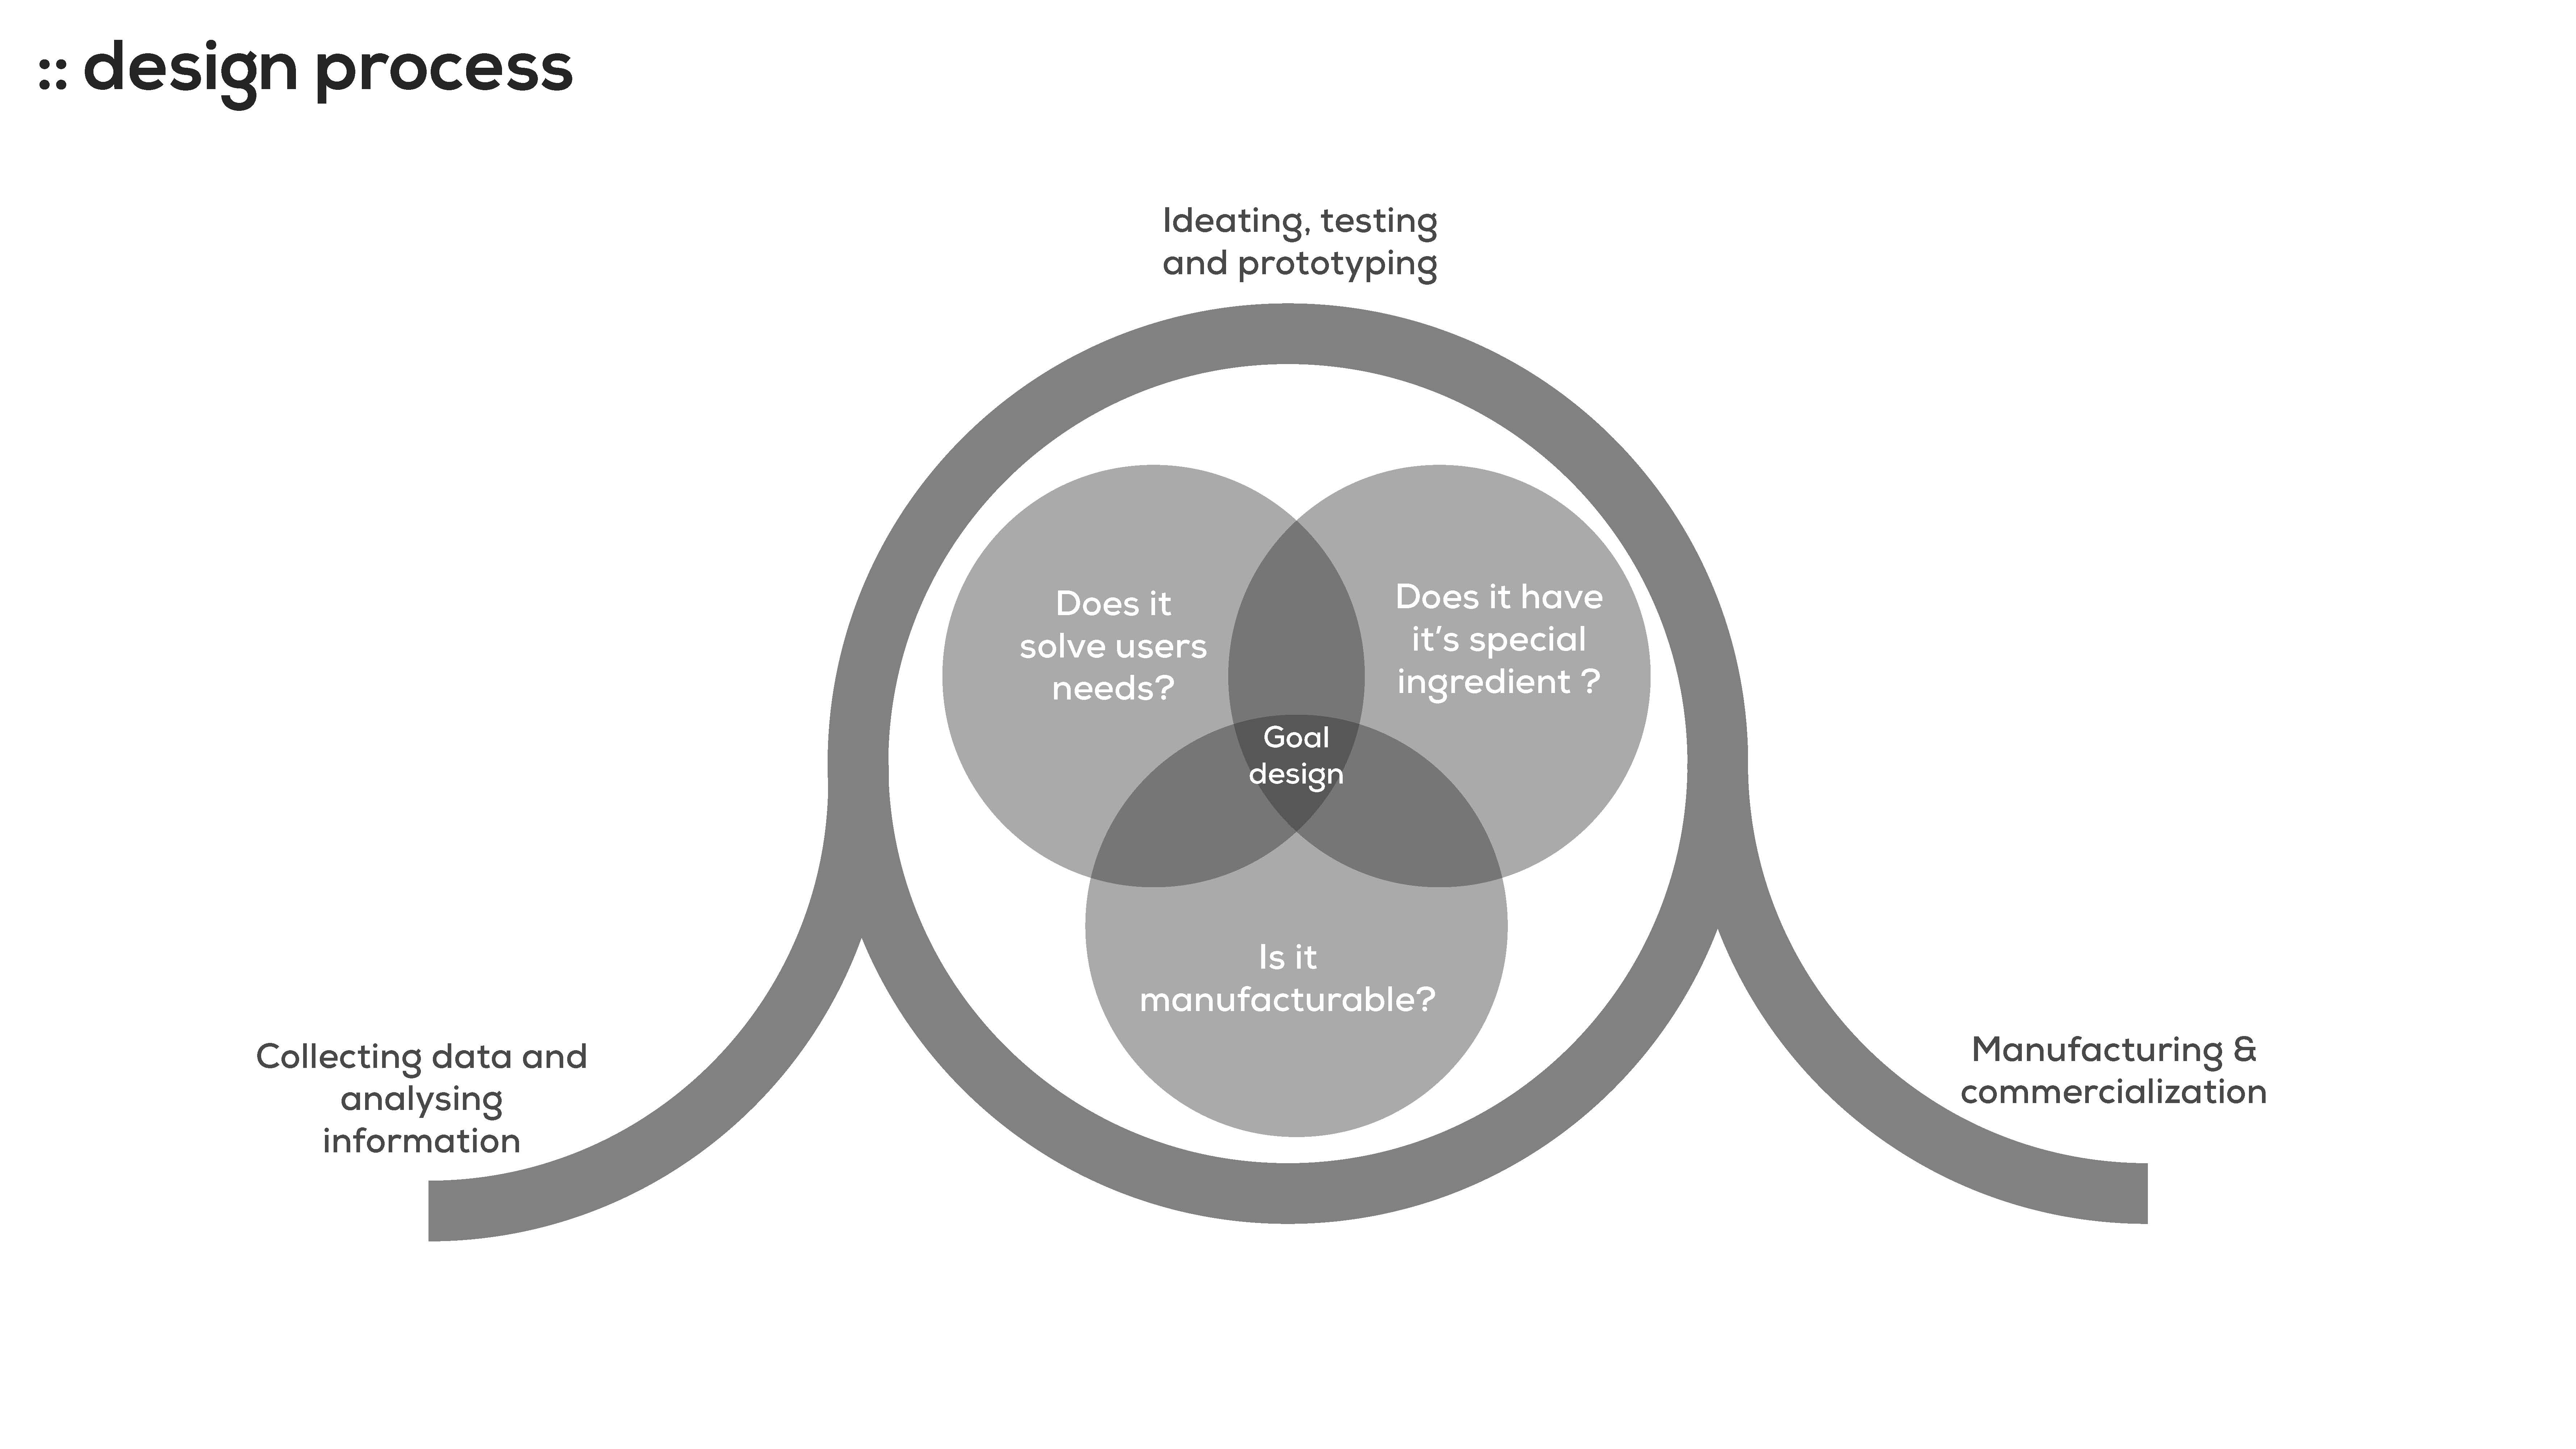 :: design process
Ideating, testing
and prototyping
Does it
solve users
needs?
Does it have
it's special
ingredient ?
Goal
design
Is it
manufacturable?
Collecting data and
analysing
information
Manufacturing &
commercialization